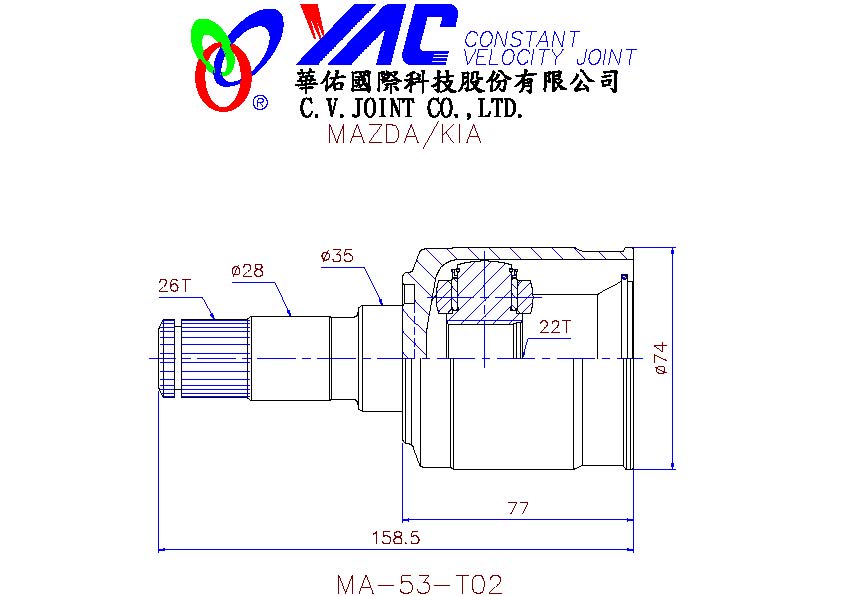 YAC CONSTANT
VELOCITY JOINT
®
華佑國際科技股份有限公司
C.V.JOINT CO.,LTD.
MAZDA/KIA
26T
ø28
ø35
22T
ø74
77
158.5
MA-53-T02